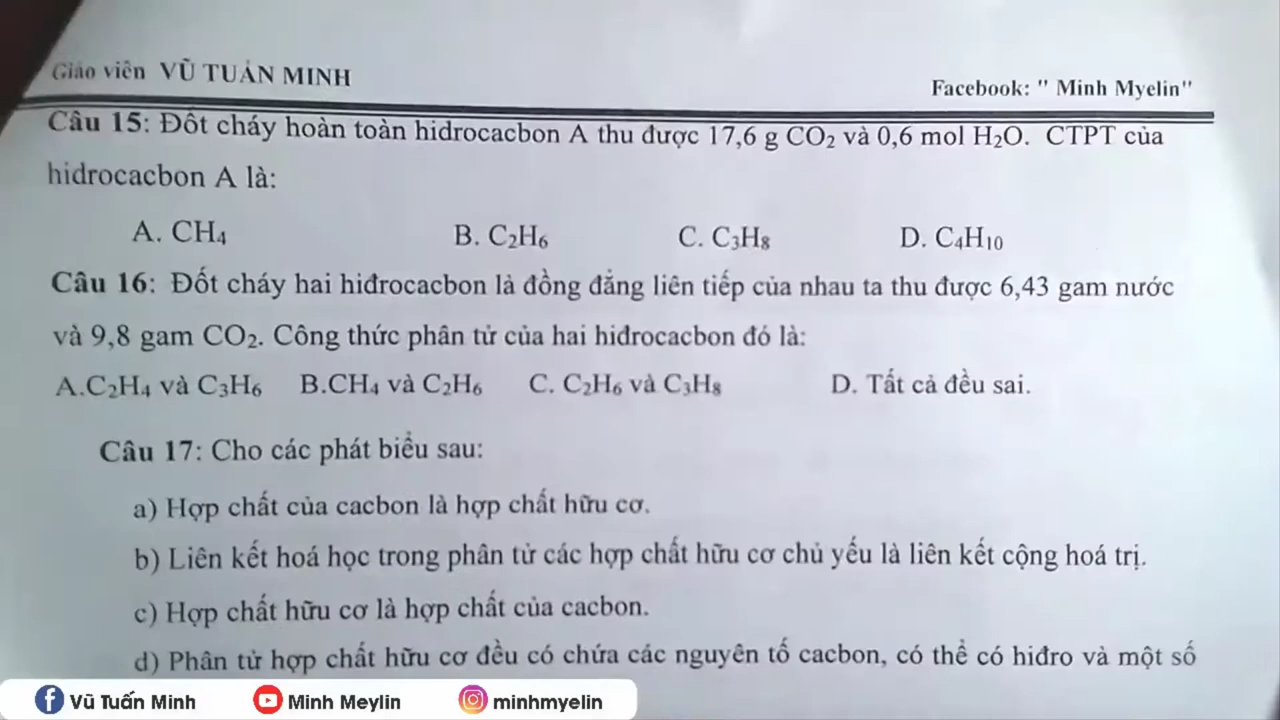 Giáo viên VŨ TUẤN MINH
Facebook: " Minh Myelin"
Câu 15: Đốt cháy hoàn toàn hidrocacbon A thu được 17,6 g CO₂ và 0,6 mol H₂O. CTPT của
hidrocacbon A là:
A. CH₄ B. C₂H₆ C. C₃H₈ D. C₄H₁₀
Câu 16: Đốt cháy hai hiđrocacbon là đồng đẳng liên tiếp của nhau ta thu được 6,43 gam nước
và 9,8 gam CO₂. Công thức phân tử của hai hiđrocacbon đó là:
A.C₂H₄ và C₃H₆ B.CH₄ và C₂H₆ C. C₂H₆ và C₃H₈ D. Tất cả đều sai.
Câu 17: Cho các phát biểu sau:
a) Hợp chất của cacbon là hợp chất hữu cơ.
b) Liên kết hoá học trong phân tử các hợp chất hữu cơ chủ yếu là liên kết cộng hoá trị.
c) Hợp chất hữu cơ là hợp chất của cacbon.
d) Phân tử hợp chất hữu cơ đều có chứa các nguyên tố cacbon, có thể có hiđro và một số
Vũ Tuấn Minh Minh Meylin minhmyelin